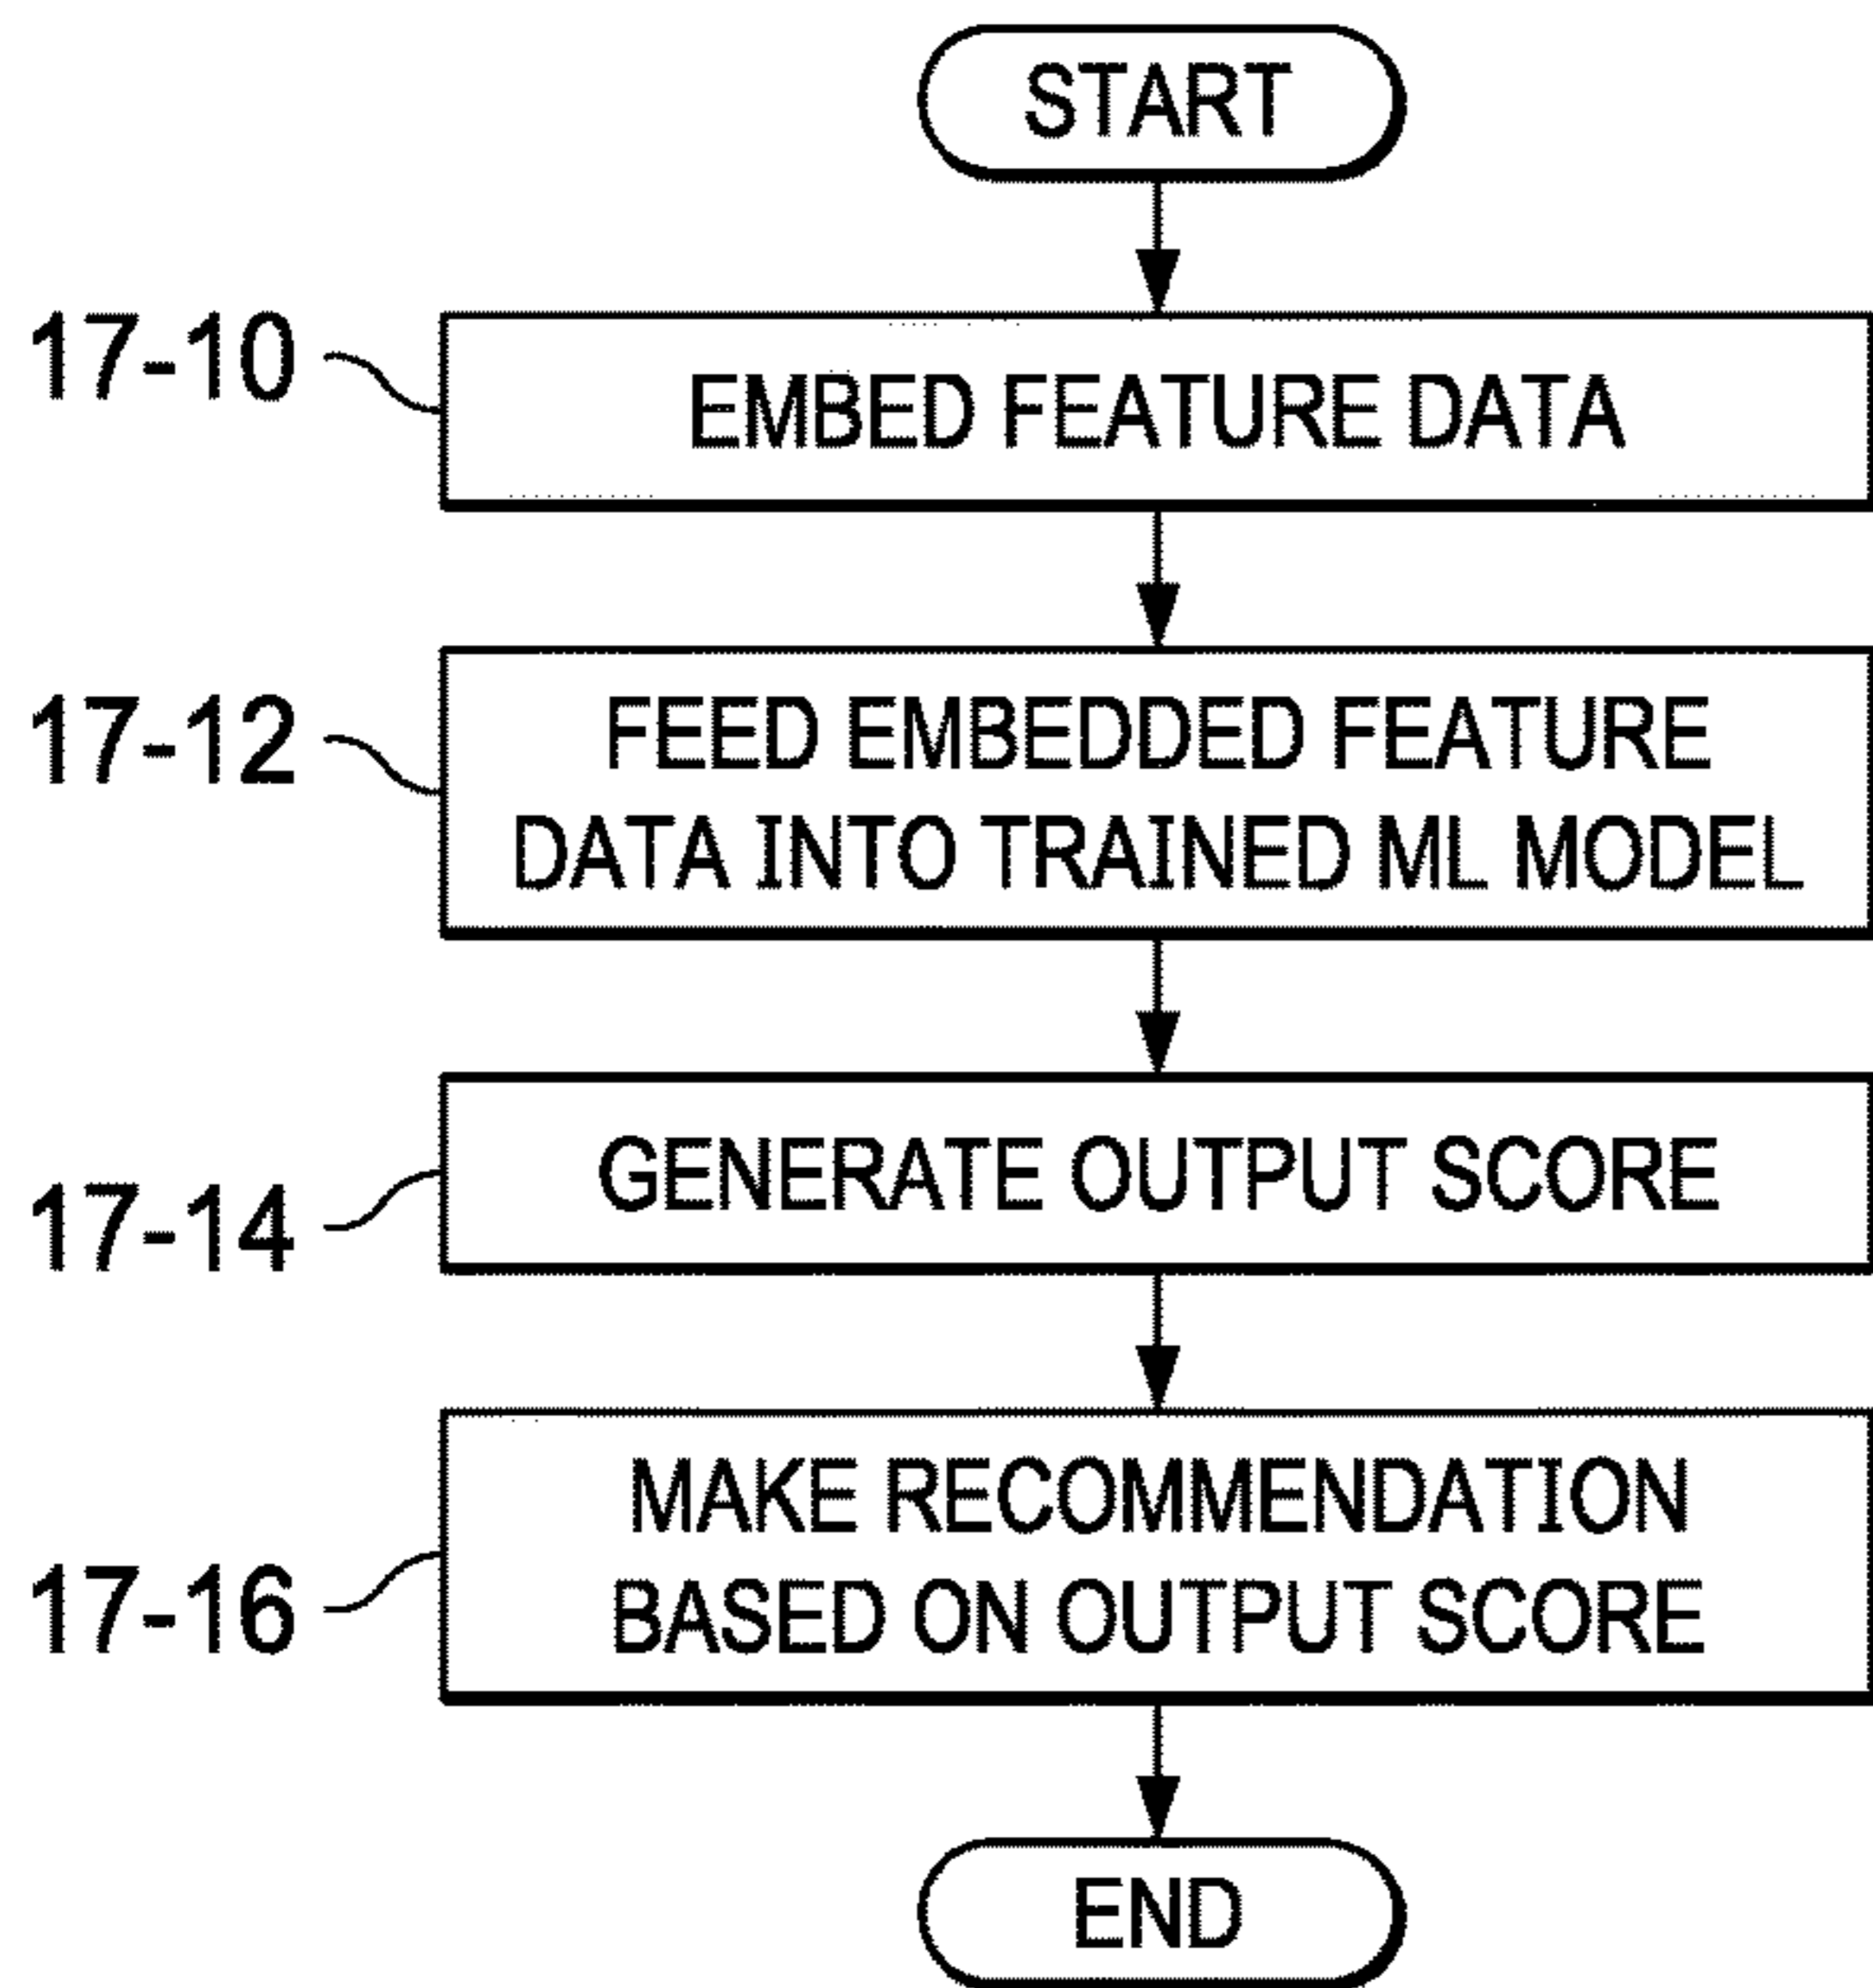 START
17-10
EMBED FEATURE DATA
17-12
FEED EMBEDDED FEATURE
DATA INTO TRAINED ML MODEL
17-14
GENERATE OUTPUT SCORE
17-16
MAKE RECOMMENDATION
BASED ON OUTPUT SCORE
END